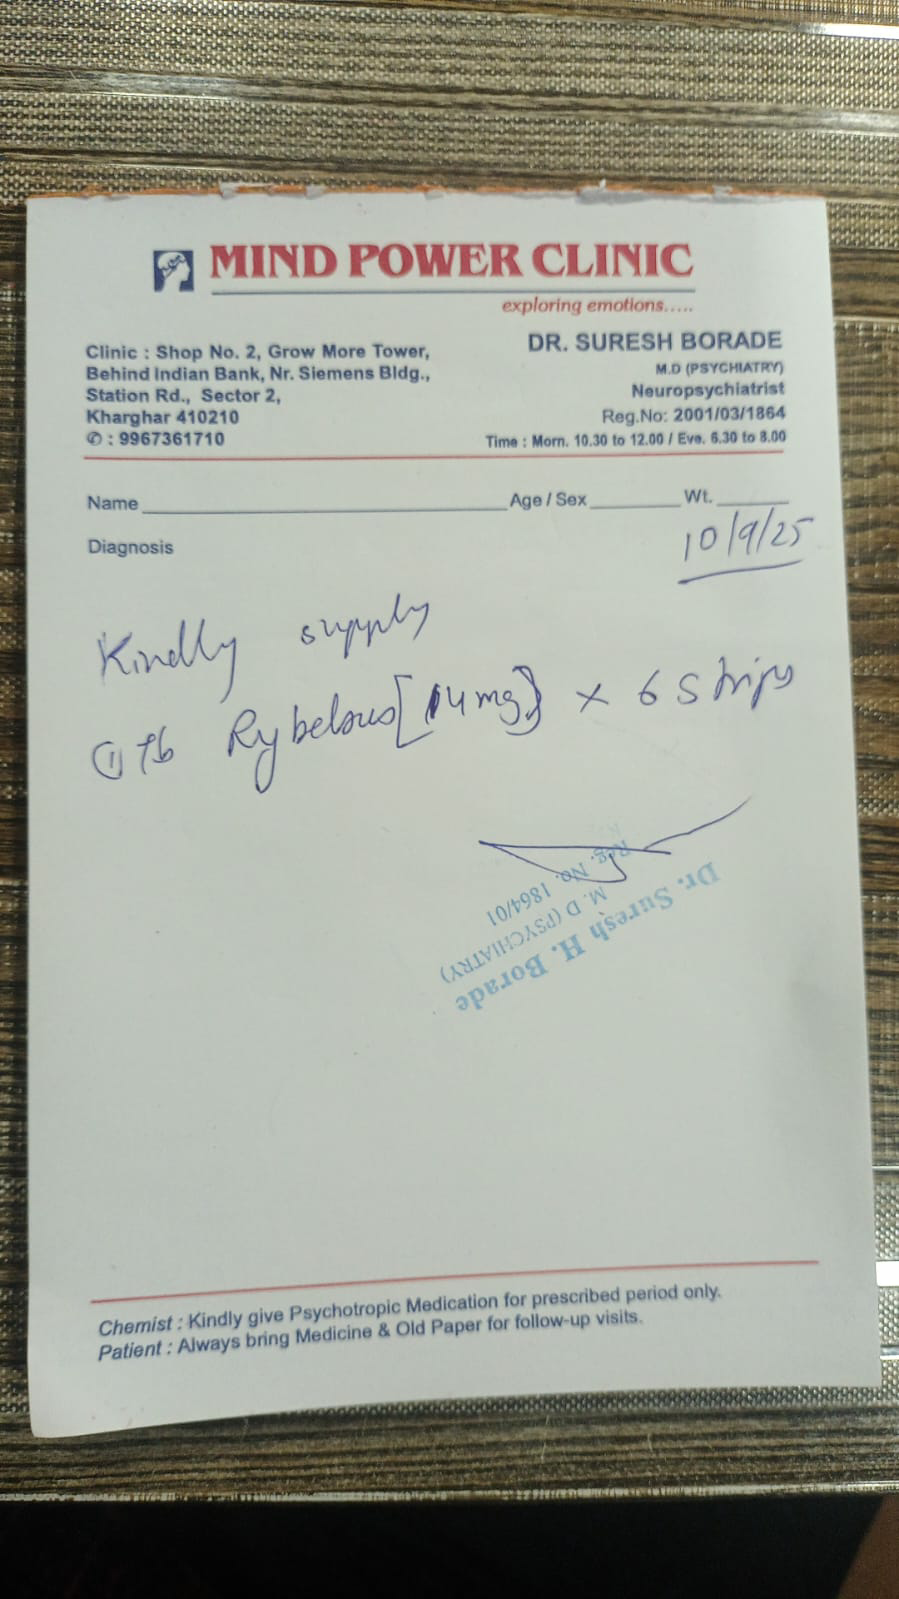 MIND POWER CLINIC
exploring emotions.....
Clinic : Shop No. 2, Grow More Tower,
Behind Indian Bank, Nr. Siemens Bldg.,
Station Rd., Sector 2,
Kharghar 410210
✆ : 9967361710
DR. SURESH BORADE
M.D (PSYCHIATRY)
Neuropsychiatrist
Reg.No: 2001/03/1864
Time : Morn. 10.30 to 12.00 / Eve. 6.30 to 8.00
Name Age / Sex Wt.
Diagnosis
10/9/25
Kindly supply
① Tb Rybelsus [14mg] x 6 Strips
Dr. Suresh H. Borade
M. D (PSYCHIATRY)
Reg. No. 1864/01
Chemist : Kindly give Psychotropic Medication for prescribed period only.
Patient : Always bring Medicine & Old Paper for follow-up visits.